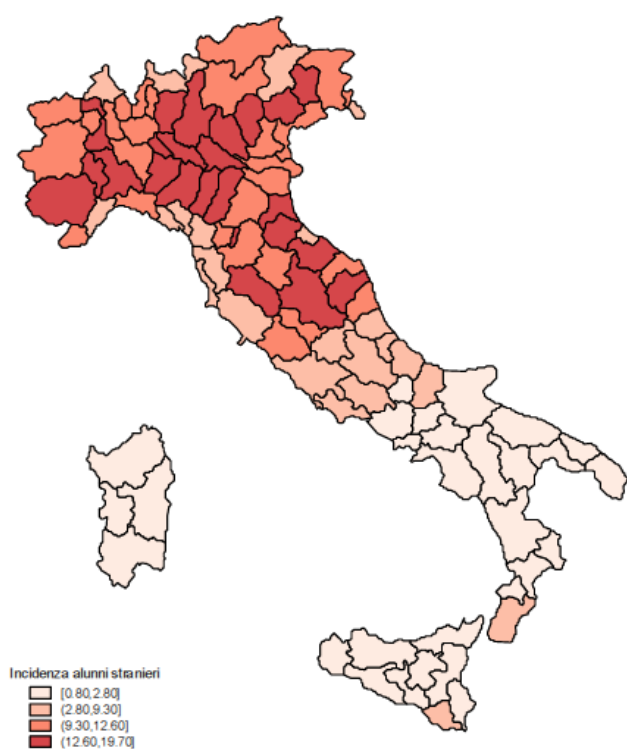 Incidenza alunni stranieri
[0.80,2.80]
(2.80,9.30]
(9.30,12.60]
(12.60,19.70]